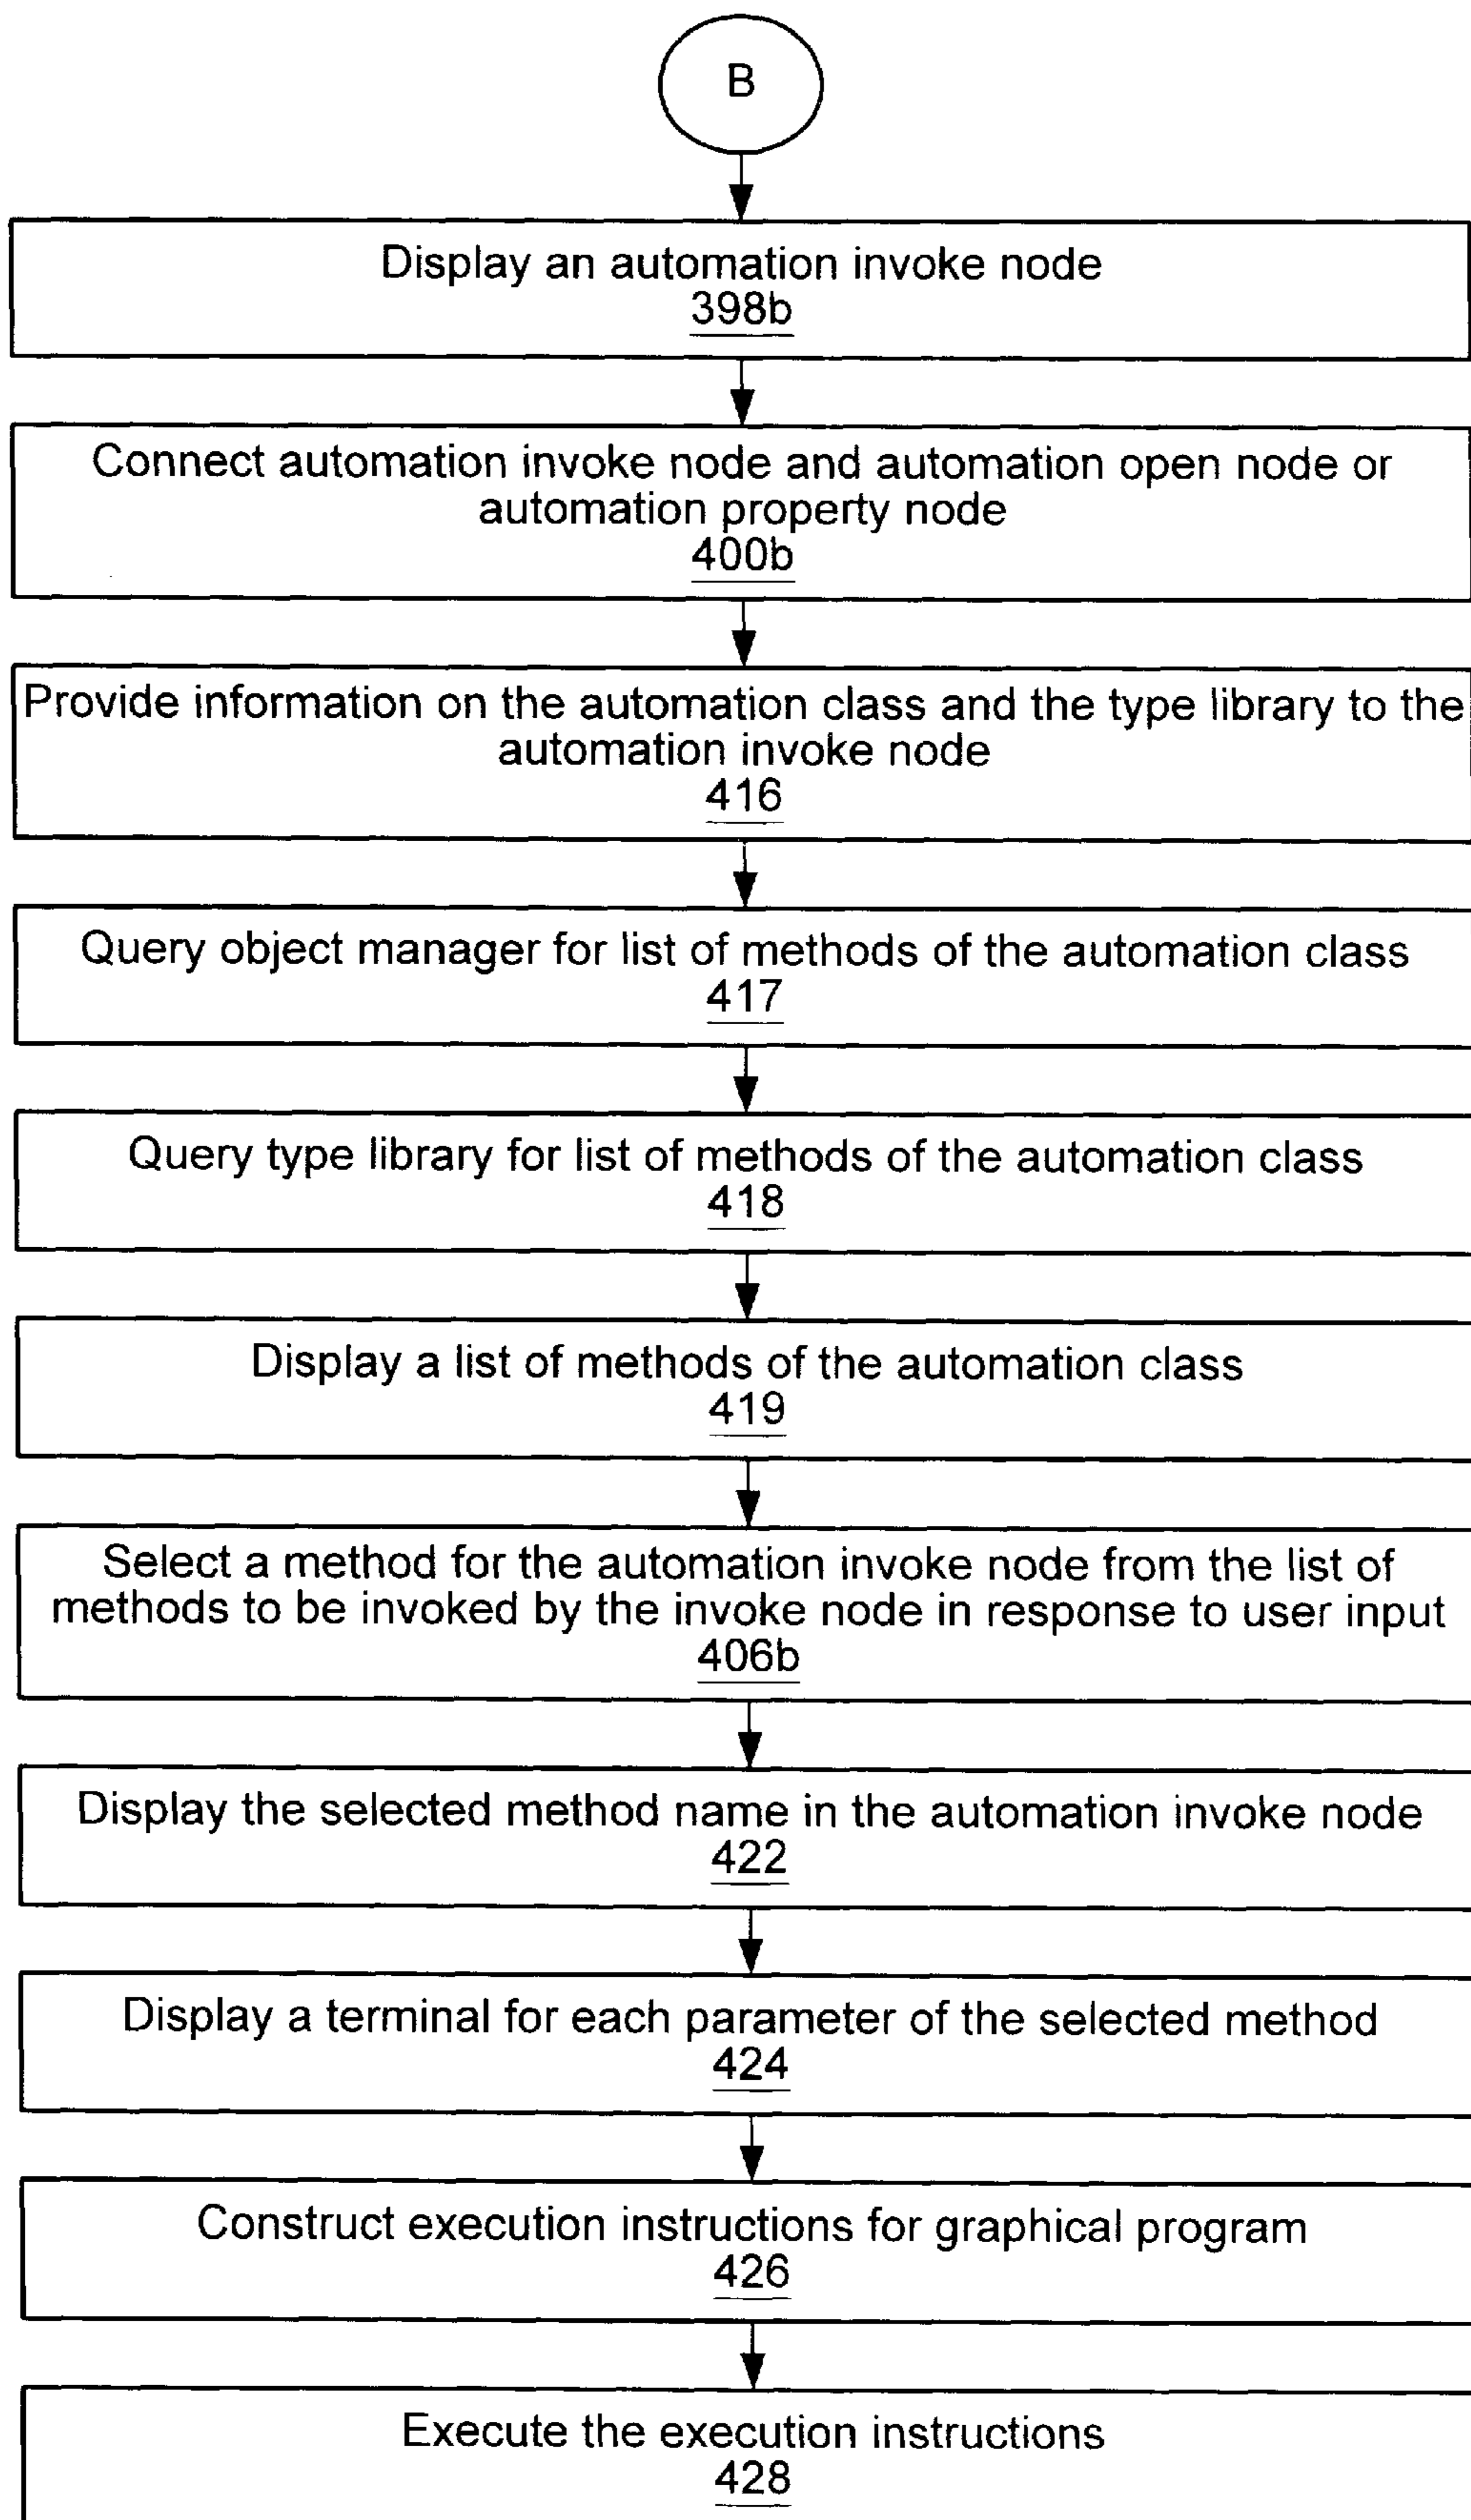 B
Display an automation invoke node
398b
Connect automation invoke node and automation open node or
automation property node
400b
Provide information on the automation class and the type library to the
automation invoke node
416
Query object manager for list of methods of the automation class
417
Query type library for list of methods of the automation class
418
Display a list of methods of the automation class
419
Select a method for the automation invoke node from the list of
methods to be invoked by the invoke node in response to user input
406b
Display the selected method name in the automation invoke node
422
Display a terminal for each parameter of the selected method
424
Construct execution instructions for graphical program
426
Execute the execution instructions
428